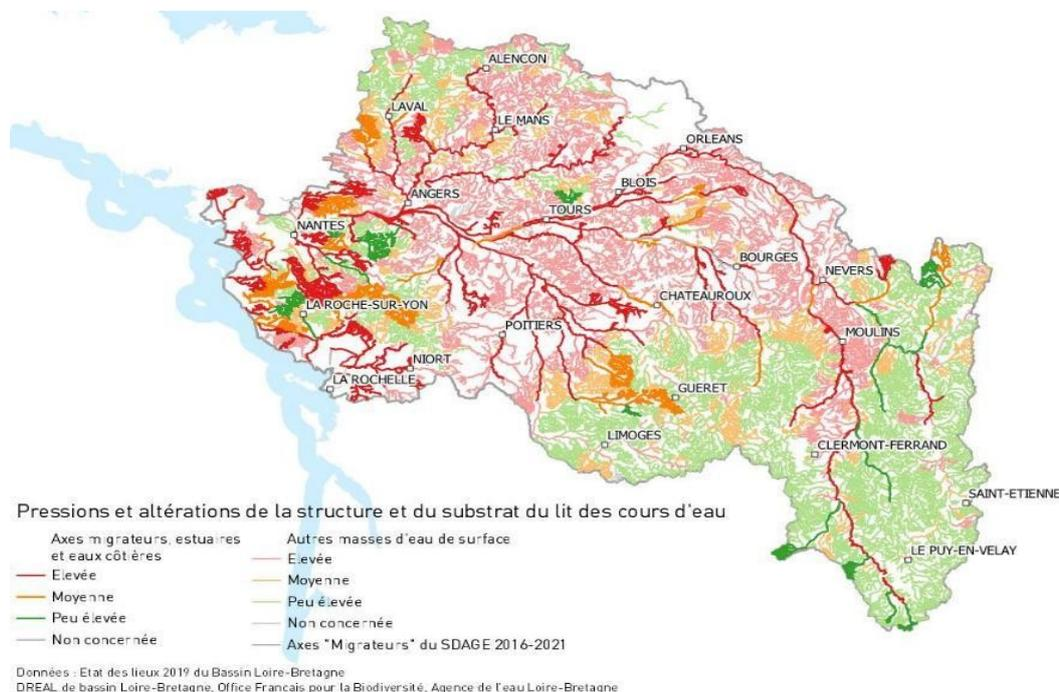 ALENCON
LAVAL
LE MANS
ORLEANS
ANGERS
BLOIS
TOURS
NANTES
BOURGES
NEVERS
LA ROCHE-SUR-YON
CHATEAUROUX
POITIERS
MOULINS
NIORT
LA ROCHELLE
GUERET
LIMOGES
CLERMONT-FERRAND
SAINT-ETIENNE
LE PUY-EN-VELAY
Pressions et altérations de la structure et du substrat du lit des cours d'eau
Axes migrateurs, estuaires
et eaux côtières
Elevée
Moyenne
Peu élevée
Non concernée
Autres masses d'eau de surface
Elevée
Moyenne
Peu élevée
Non concernée
Axes "Migrateurs" du SDAGE 2016-2021
Données : Etat des lieux 2019 du Bassin Loire-Bretagne
DREAL de bassin Loire-Bretagne, Office Français pour la Biodiversité, Agence de l'eau Loire-Bretagne